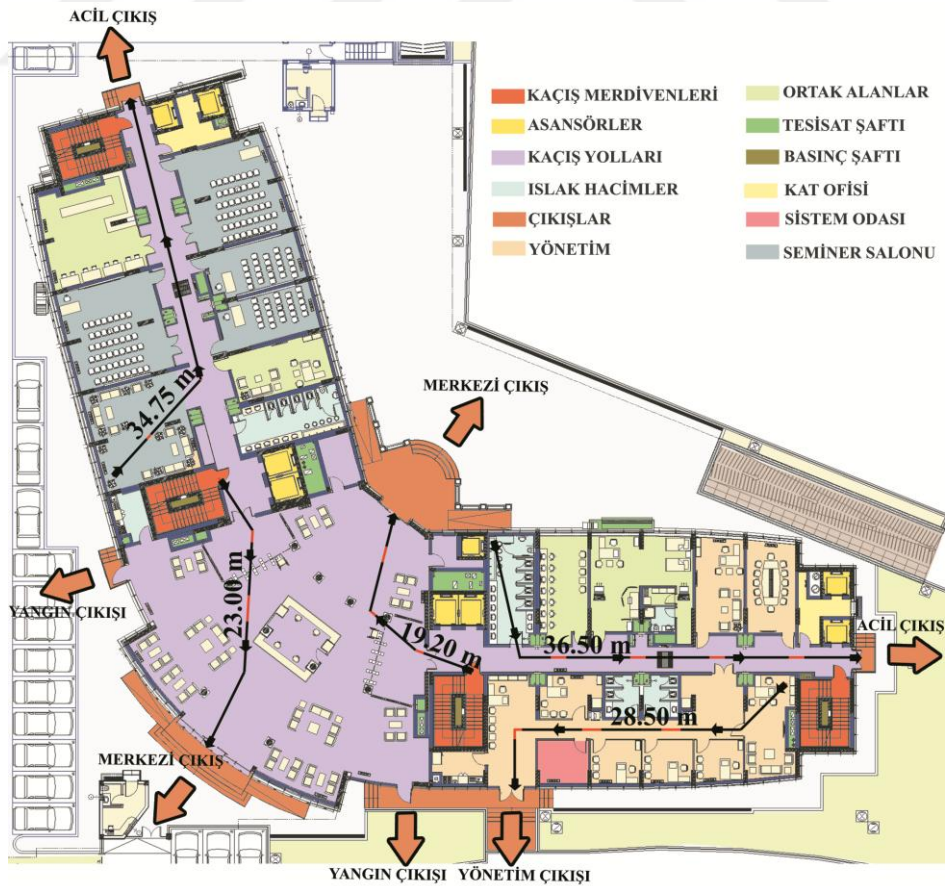 ACİL ÇIKIŞ
KAÇIŞ MERDİVENLERİ
ASANSÖRLER
KAÇIŞ YOLLARI
ISLAK HACİMLER
ÇIKIŞLAR
YÖNETİM
ORTAK ALANLAR
TESİSAT ŞAFTI
BASINÇ ŞAFTI
KAT OFİSİ
SİSTEM ODASI
SEMİNER SALONU
MERKEZİ ÇIKIŞ
34.75 m
23.00 m
19.20 m
36.50 m
28.50 m
YANGIN ÇIKIŞI
ACİL ÇIKIŞ
MERKEZİ ÇIKIŞ
YANGIN ÇIKIŞI
YÖNETİM ÇIKIŞI